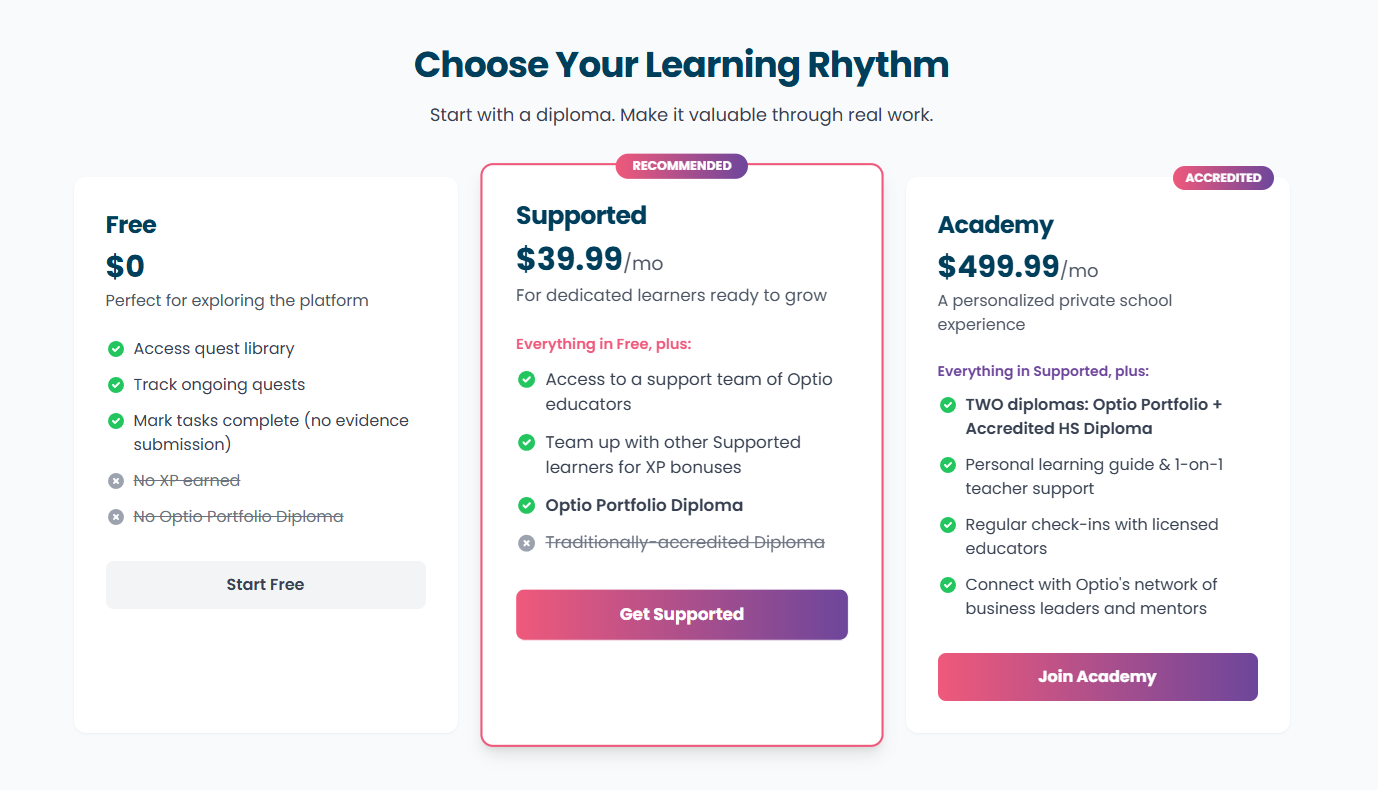 Choose Your Learning Rhythm
Start with a diploma. Make it valuable through real work.
Free
$0
Perfect for exploring the platform
Access quest library
Track ongoing quests
Mark tasks complete (no evidence
submission)
No XP earned
No Optio Portfolio Diploma
Start Free
RECOMMENDED
Supported
$39.99/mo
For dedicated learners ready to grow
Everything in Free, plus:
Access to a support team of Optio
educators
Team up with other Supported
learners for XP bonuses
Optio Portfolio Diploma
Traditionally-accredited Diploma
Get Supported
ACCREDITED
Academy
$499.99/mo
A personalized private school
experience
Everything in Supported, plus:
TWO diplomas: Optio Portfolio +
Accredited HS Diploma
Personal learning guide & 1-on-1
teacher support
Regular check-ins with licensed
educators
Connect with Optio's network of
business leaders and mentors
Join Academy